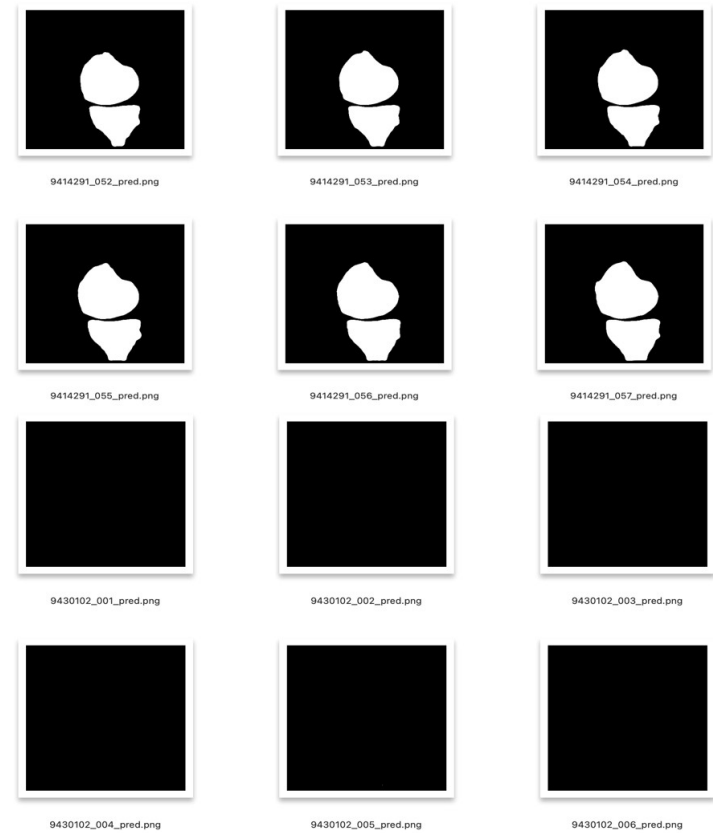 9414291_052_pred.png
9414291_053_pred.png
9414291_054_pred.png
9414291_055_pred.png
9414291_056_pred.png
9414291_057_pred.png
9430102_001_pred.png
9430102_002_pred.png
9430102_003_pred.png
9430102_004_pred.png
9430102_005_pred.png
9430102_006_pred.png